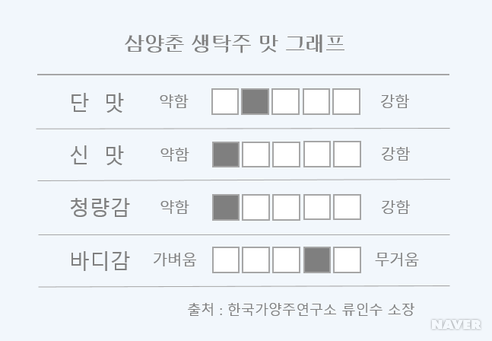 삼양춘 생탁주 맛 그래프
단 맛 약함 강함
신 맛 약함 강함
청량감 약함 강함
바디감 가벼움 무거움
출처 : 한국가양주연구소 류인수 소장
NAVER